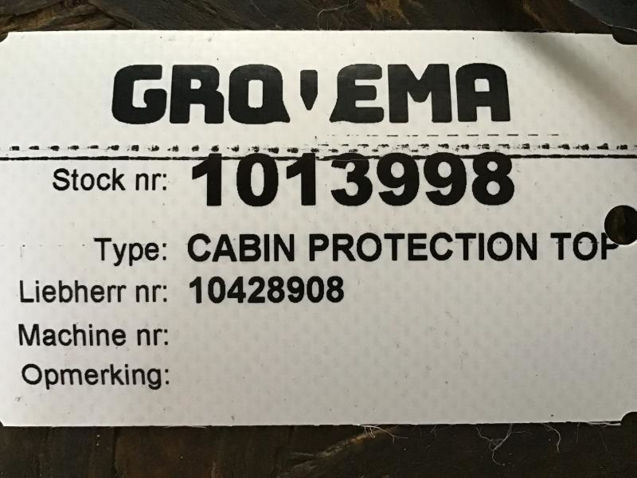 GROVEMA
Stock nr: 1013998
Type: CABIN PROTECTION TOP
Liebherr nr: 10428908
Machine nr:
Opmerking: